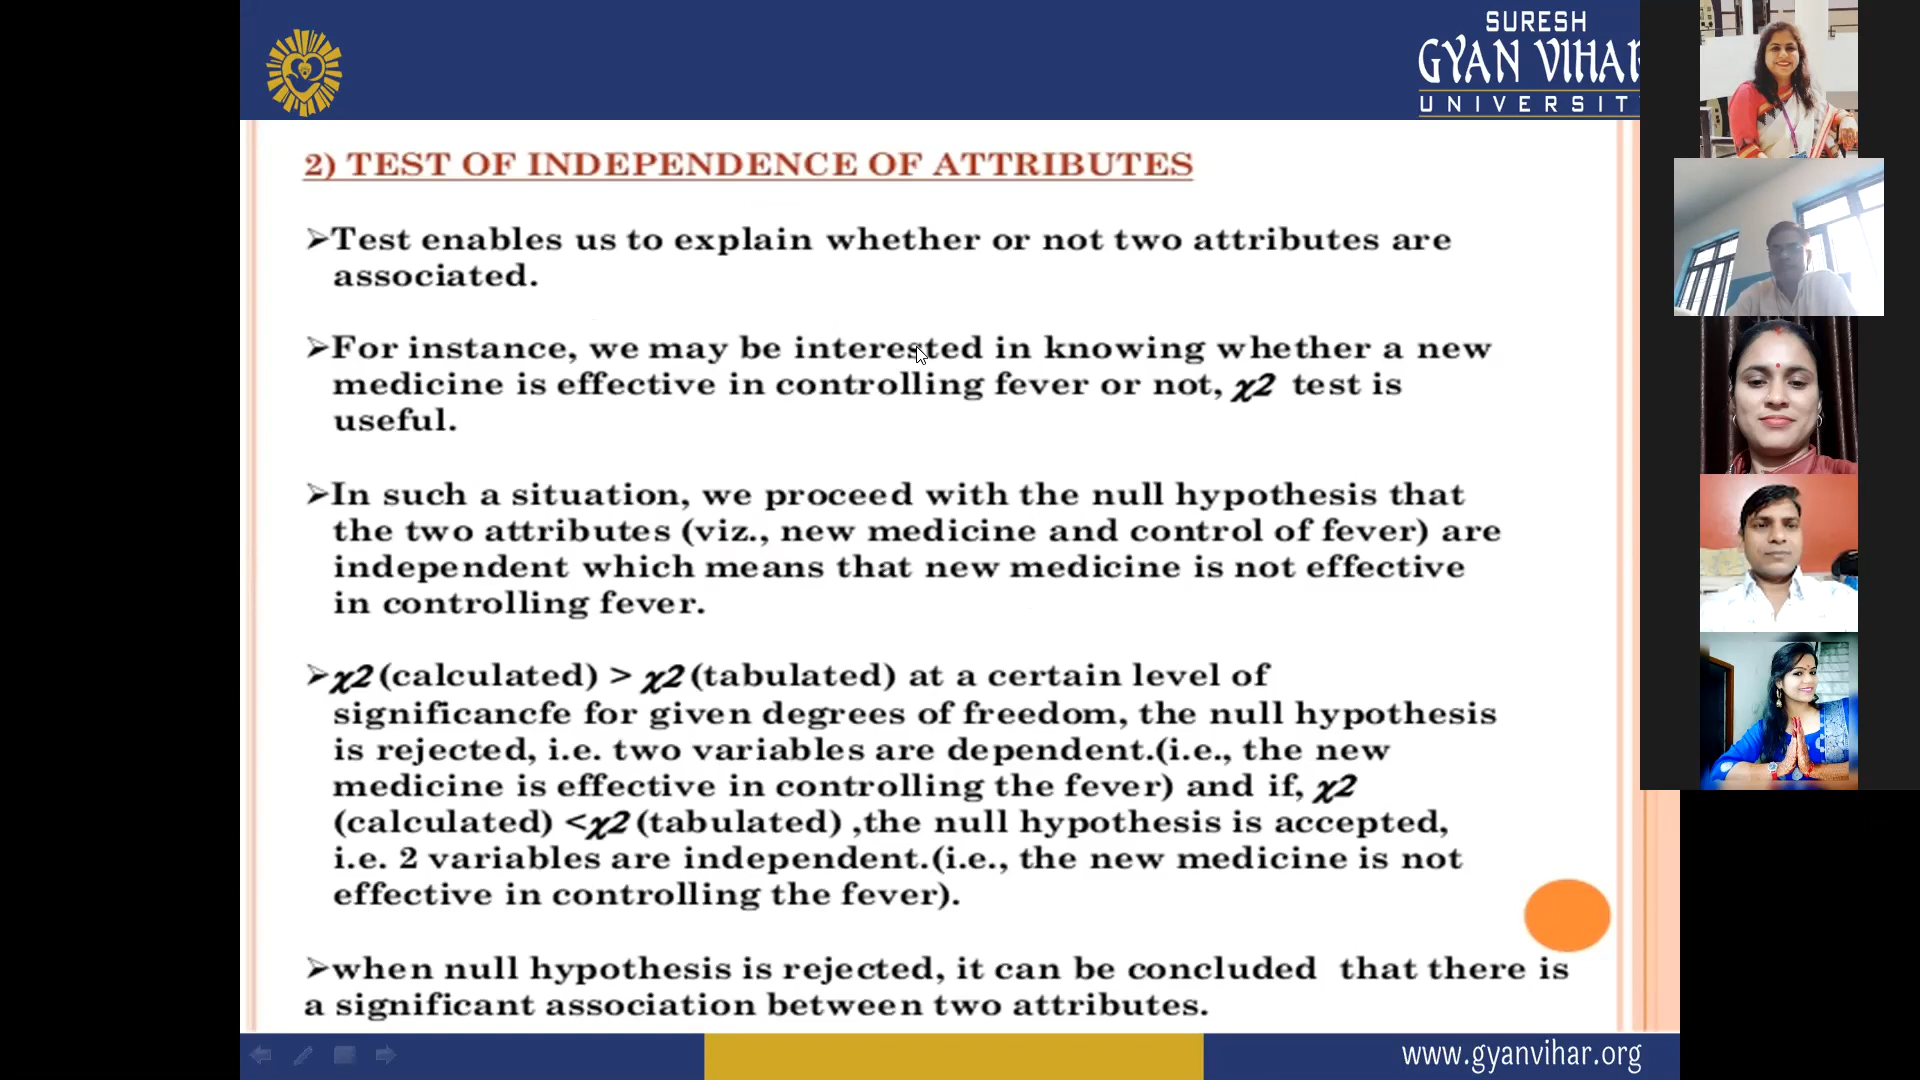 SURESH
GYAN VIHAR
UNIVERSIT
2) TEST OF INDEPENDENCE OF ATTRIBUTES
➢Test enables us to explain whether or not two attributes are
associated.
➢For instance, we may be interested in knowing whether a new
medicine is effective in controlling fever or not, χ2 test is
useful.
➢In such a situation, we proceed with the null hypothesis that
the two attributes (viz., new medicine and control of fever) are
independent which means that new medicine is not effective
in controlling fever.
➢χ2 (calculated) > χ2 (tabulated) at a certain level of
significancfe for given degrees of freedom, the null hypothesis
is rejected, i.e. two variables are dependent.(i.e., the new
medicine is effective in controlling the fever) and if, χ2
(calculated) <χ2 (tabulated) ,the null hypothesis is accepted,
i.e. 2 variables are independent.(i.e., the new medicine is not
effective in controlling the fever).
➢when null hypothesis is rejected, it can be concluded that there is
a significant association between two attributes.
www.gyanvihar.org